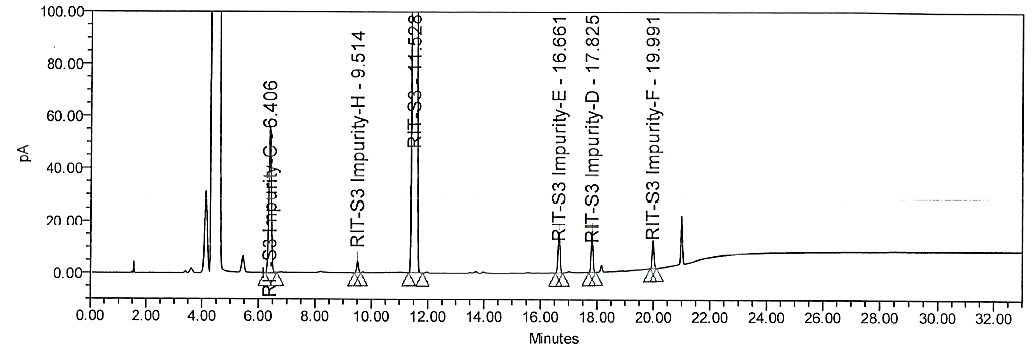 100.00
80.00
60.00
40.00
20.00
0.00
pA
RIT-S3 Impurity-G 6.406
RIT-S3 Impurity-H - 9.514
RIT-S3 - 11.528
RIT-S3 Impurity-E - 16.661
RIT-S3 Impurity-D - 17.825
RIT-S3 Impurity-F - 19.991
0.00 2.00 4.00 6.00 8.00 10.00 12.00 14.00 16.00 18.00 20.00 22.00 24.00 26.00 28.00 30.00 32.00
Minutes